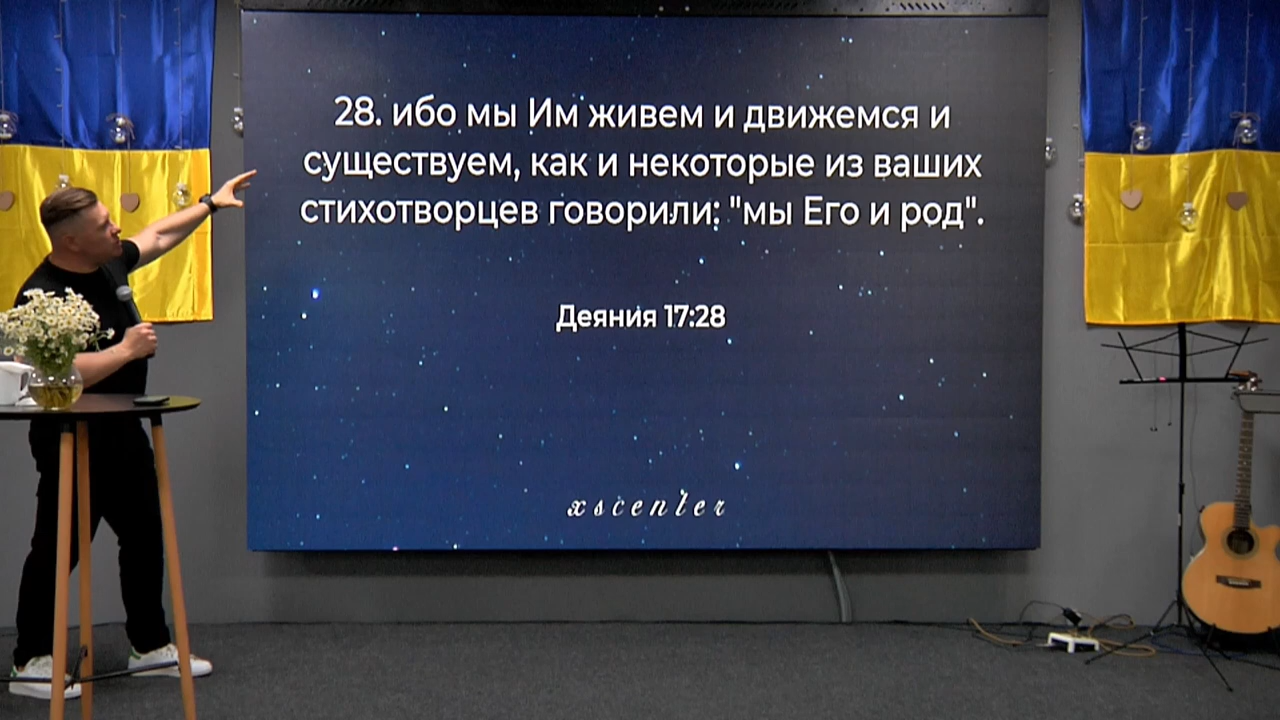 28. ибо мы Им живем и движемся и
существуем, как и некоторые из ваших
стихотворцев говорили: "мы Его и род".
Деяния 17:28
xscenter